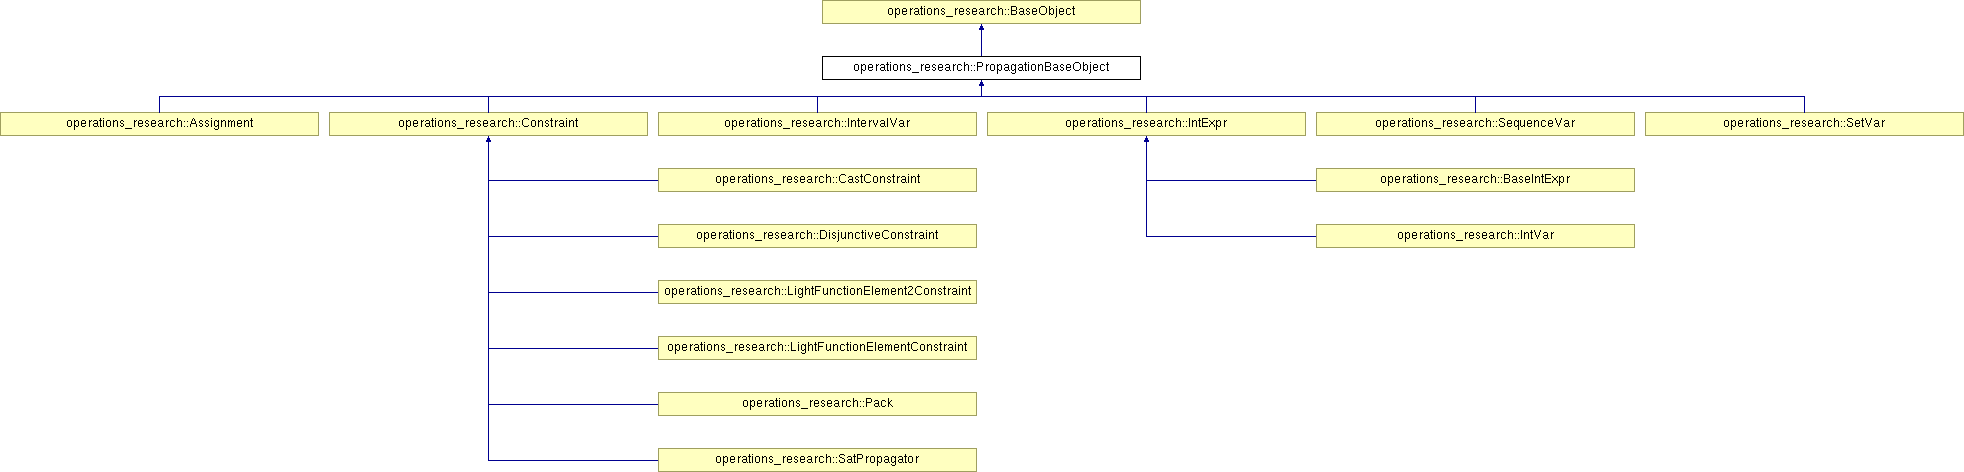 operations_research::BaseObject
operations_research::PropagationBaseObject
operations_research::Assignment
operations_research::Constraint
operations_research::IntervalVar
operations_research::IntExpr
operations_research::SequenceVar
operations_research::SetVar
operations_research::CastConstraint
operations_research::BaseIntExpr
operations_research::DisjunctiveConstraint
operations_research::IntVar
operations_research::LightFunctionElement2Constraint
operations_research::LightFunctionElementConstraint
operations_research::Pack
operations_research::SatPropagator